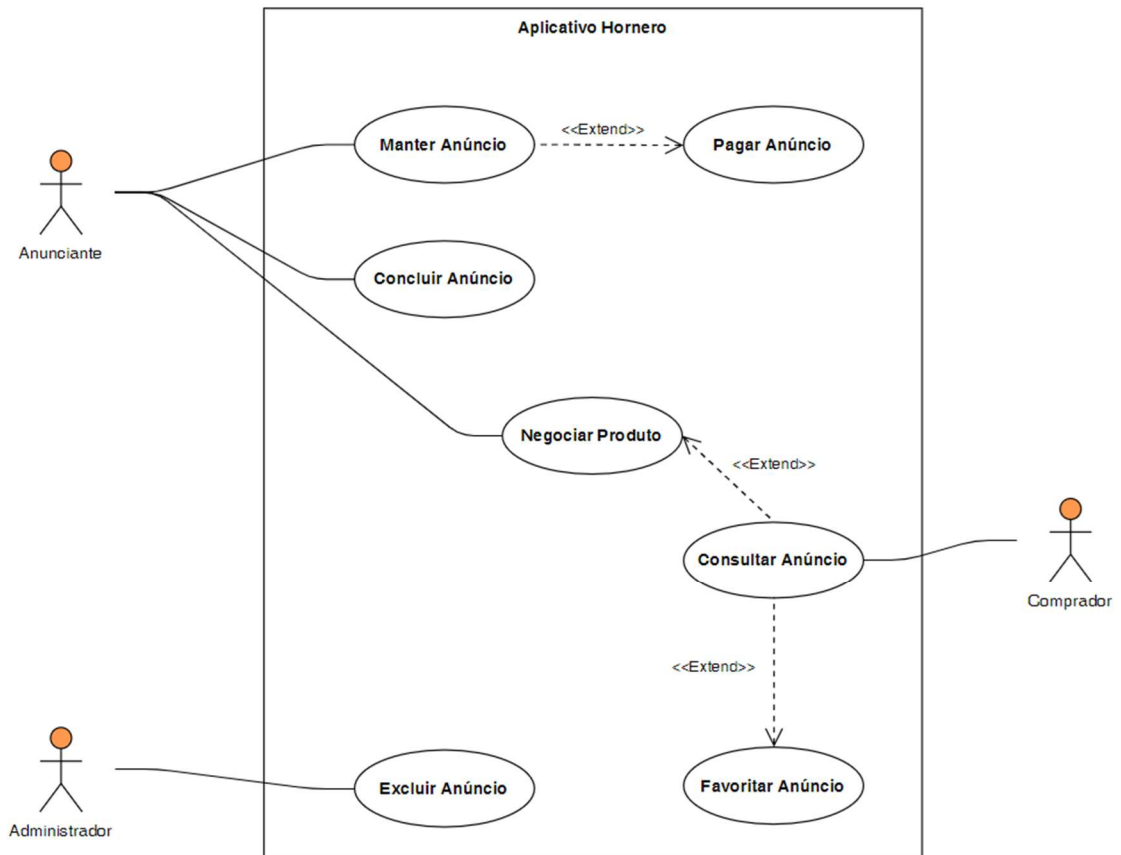 Aplicativo Hornero
Manter Anúncio
<<Extend>>
Pagar Anúncio
Anunciante
Concluir Anúncio
Negociar Produto
<<Extend>>
Consultar Anúncio
Comprador
<<Extend>>
Excluir Anúncio
Favoritar Anúncio
Administrador